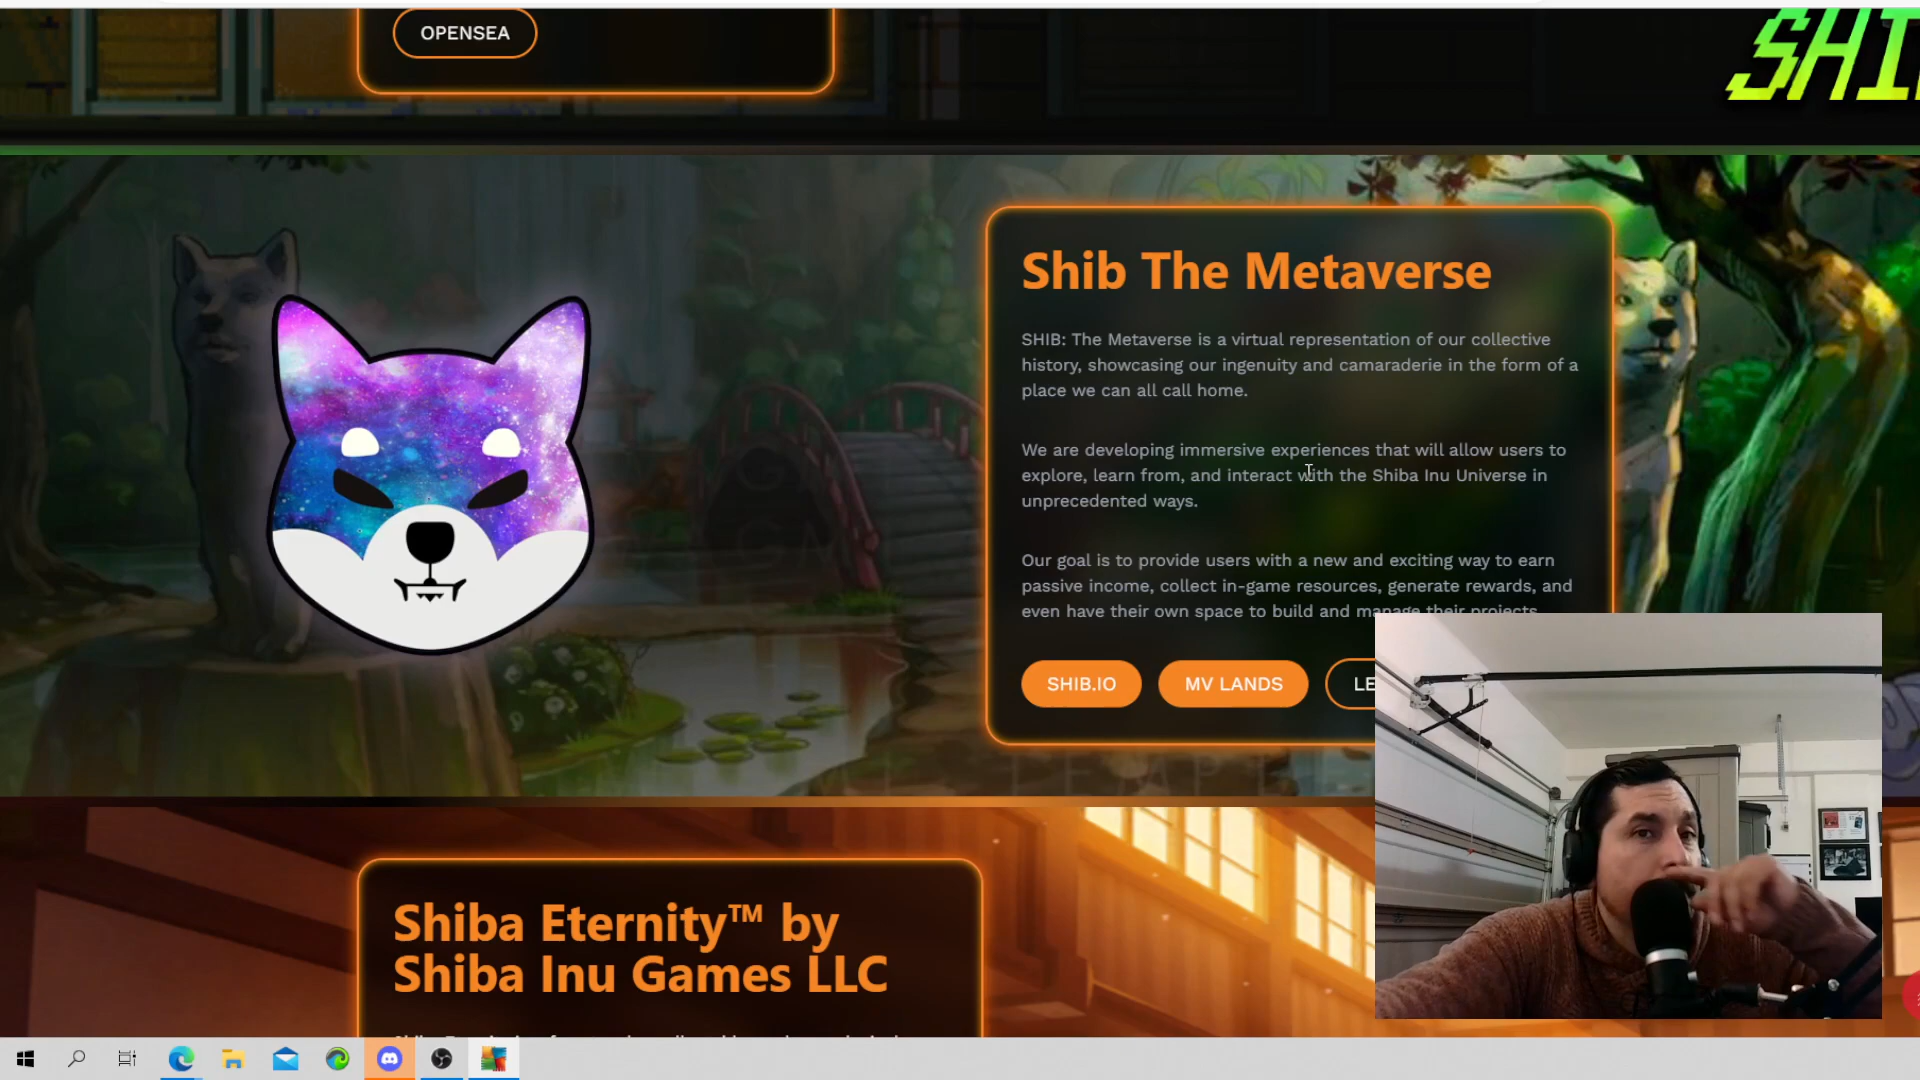 OPENSEA
SHI
Shib The Metaverse
SHIB: The Metaverse is a virtual representation of our collective
history, showcasing our ingenuity and camaraderie in the form of a
place we can all call home.
We are developing immersive experiences that will allow users to
explore, learn from, and interact with the Shiba Inu Universe in
unprecedented ways.
Our goal is to provide users with a new and exciting way to earn
passive income, collect in-game resources, generate rewards, and
even have their own space to build and manage their projects
SHIB.IO
MV LANDS
LE
Shiba Eternity™ by
Shiba Inu Games LLC